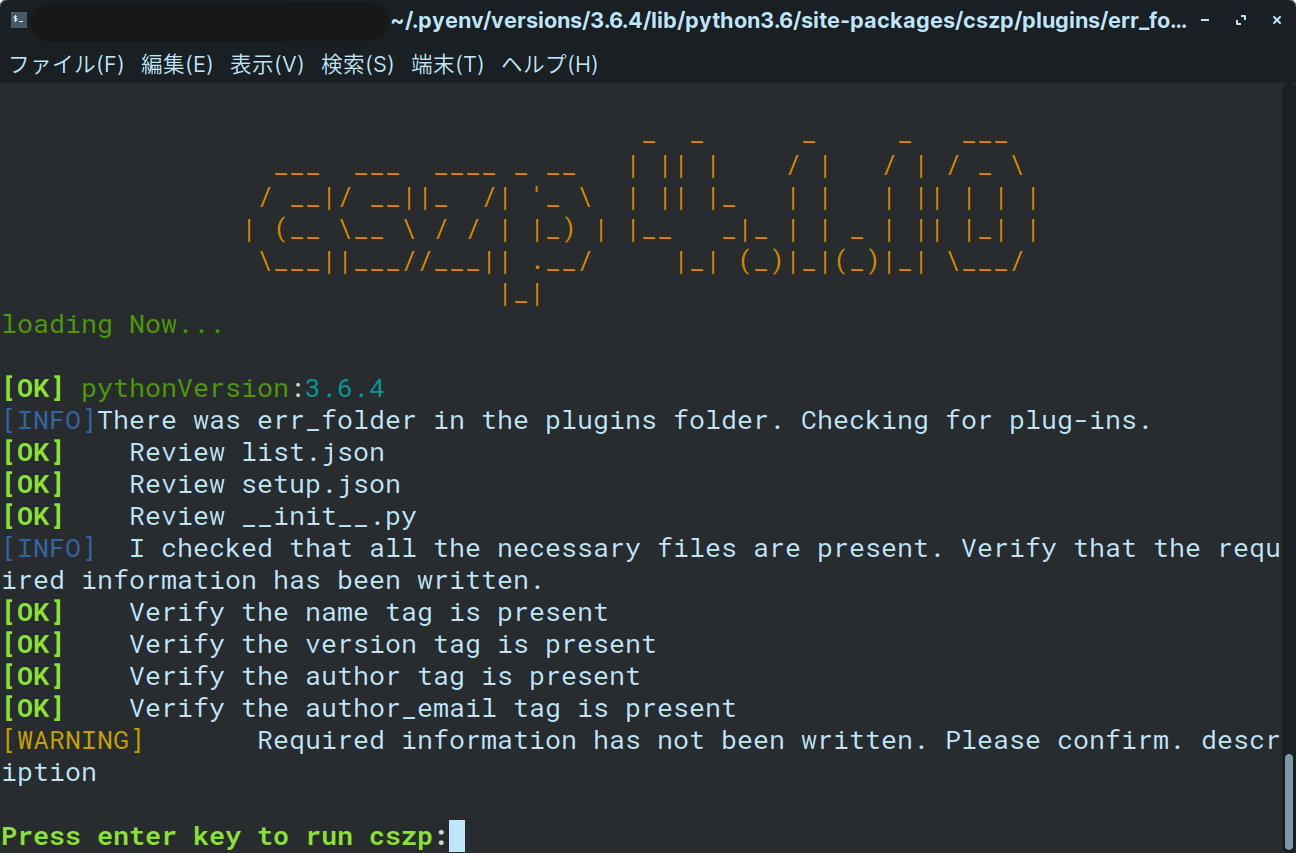 ~/.pyenv/versions/3.6.4/lib/python3.6/site-packages/cszp/plugins/err_fo...
ファイル(F) 編集(E) 表示(V) 検索(S) 端末(T) ヘルプ(H)
cszp 4.1.10
loading Now...
[OK] pythonVersion:3.6.4
[INFO]There was err_folder in the plugins folder. Checking for plug-ins.
[OK]    Review list.json
[OK]    Review setup.json
[OK]    Review __init__.py
[INFO]  I checked that all the necessary files are present. Verify that the requ
ired information has been written.
[OK]    Verify the name tag is present
[OK]    Verify the version tag is present
[OK]    Verify the author tag is present
[OK]    Verify the author_email tag is present
[WARNING]       Required information has not been written. Please confirm. descr
iption
Press enter key to run cszp: